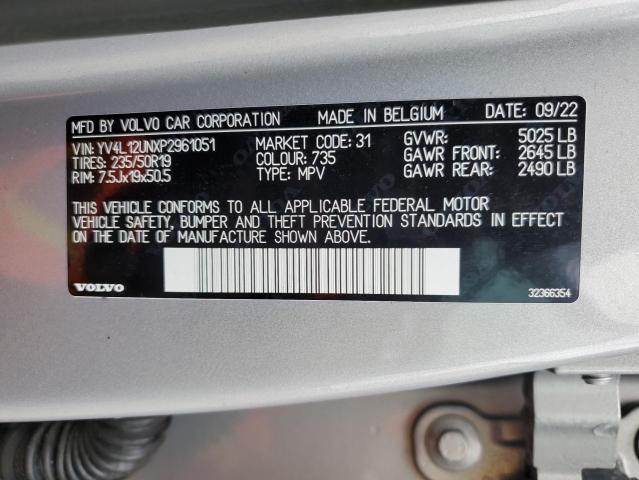 MFD BY VOLVO CAR CORPORATION MADE IN BELGIUM DATE: 09/22
VIN: YV4L12UNXP2961051 MARKET CODE: 31 GVWR: 5025 LB
TIRES: 235/50R19 COLOUR: 735 GAWR FRONT: 2645 LB
RIM: 7.5Jx19x50.5 TYPE: MPV GAWR REAR: 2490 LB
THIS VEHICLE CONFORMS TO ALL APPLICABLE FEDERAL MOTOR
VEHICLE SAFETY, BUMPER AND THEFT PREVENTION STANDARDS IN EFFECT
ON THE DATE OF MANUFACTURE SHOWN ABOVE.
VOLVO 32366354